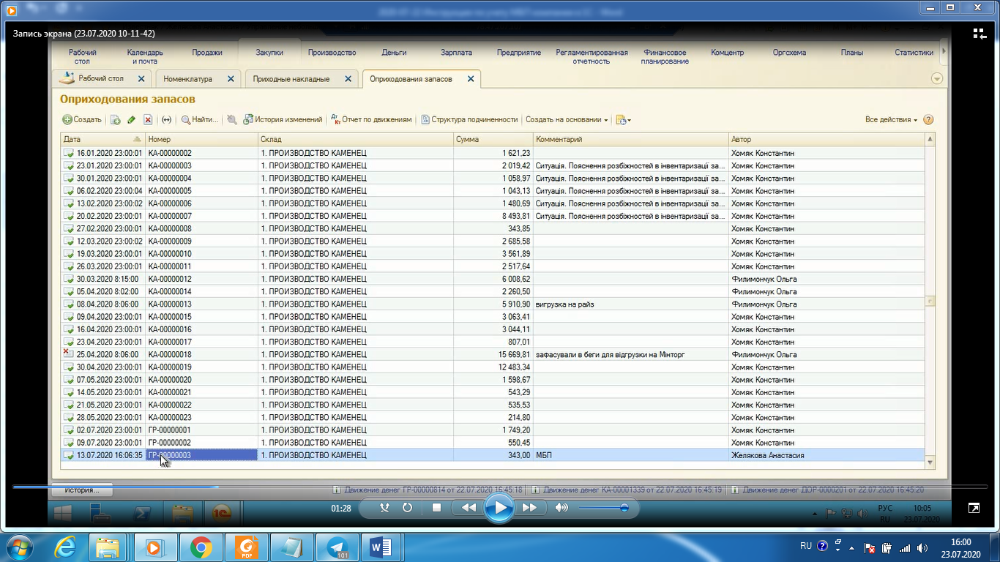 2020-07-23 Инструкция по учету МБП компании в 1С - Word
Запись экрана (23.07.2020 10-11-42)
Рабочий стол Календарь и почта Продажи Закупки Производство Деньги Зарплата Предприятие Регламентированная отчетность Финансовое планирование Комцентр Оргсхема Планы Статистики
Рабочий стол Номенклатура Приходные накладные Оприходования запасов
Оприходования запасов
Создать Найти... История изменений Дт Кт Отчет по движениям Структура подчиненности Создать на основании Все действия
Дата Номер Склад Сумма Комментарий Автор
16.01.2020 23:00:01 КА-00000002 1. ПРОИЗВОДСТВО КАМЕНЕЦ 1 621,23 Хомяк Константин
23.01.2020 23:00:01 КА-00000003 1. ПРОИЗВОДСТВО КАМЕНЕЦ 2 019,42 Ситуація. Пояснення розбіжностей в інвентаризації за... Хомяк Константин
30.01.2020 23:00:01 КА-00000004 1. ПРОИЗВОДСТВО КАМЕНЕЦ 1 058,97 Ситуація. Пояснення розбіжностей в інвентаризації за... Хомяк Константин
06.02.2020 23:00:04 КА-00000005 1. ПРОИЗВОДСТВО КАМЕНЕЦ 1 043,13 Ситуація. Пояснення розбіжностей в інвентаризації за... Хомяк Константин
13.02.2020 23:00:02 КА-00000006 1. ПРОИЗВОДСТВО КАМЕНЕЦ 1 480,69 Ситуація. Пояснення розбіжностей в інвентаризації за... Хомяк Константин
20.02.2020 23:00:01 КА-00000007 1. ПРОИЗВОДСТВО КАМЕНЕЦ 8 493,81 Ситуація. Пояснення розбіжностей в інвентаризації за... Хомяк Константин
27.02.2020 23:00:01 КА-00000008 1. ПРОИЗВОДСТВО КАМЕНЕЦ 343,85 Хомяк Константин
12.03.2020 23:00:02 КА-00000009 1. ПРОИЗВОДСТВО КАМЕНЕЦ 2 685,58 Хомяк Константин
19.03.2020 23:00:01 КА-00000010 1. ПРОИЗВОДСТВО КАМЕНЕЦ 3 561,89 Хомяк Константин
26.03.2020 23:00:01 КА-00000011 1. ПРОИЗВОДСТВО КАМЕНЕЦ 2 517,64 Хомяк Константин
30.03.2020 8:15:00 КА-00000012 1. ПРОИЗВОДСТВО КАМЕНЕЦ 6 008,62 Филимончук Ольга
05.04.2020 8:02:00 КА-00000014 1. ПРОИЗВОДСТВО КАМЕНЕЦ 2 260,50 Филимончук Ольга
08.04.2020 8:06:00 КА-00000013 1. ПРОИЗВОДСТВО КАМЕНЕЦ 5 910,90 вигрузка на райз Филимончук Ольга
09.04.2020 23:00:01 КА-00000015 1. ПРОИЗВОДСТВО КАМЕНЕЦ 3 063,41 Хомяк Константин
16.04.2020 23:00:01 КА-00000016 1. ПРОИЗВОДСТВО КАМЕНЕЦ 3 044,11 Хомяк Константин
23.04.2020 23:00:01 КА-00000017 1. ПРОИЗВОДСТВО КАМЕНЕЦ 807,01 Хомяк Константин
25.04.2020 8:06:00 КА-00000018 1. ПРОИЗВОДСТВО КАМЕНЕЦ 15 669,81 зафасували в беги для відгрузки на Мінторг Филимончук Ольга
30.04.2020 23:00:01 КА-00000019 1. ПРОИЗВОДСТВО КАМЕНЕЦ 12 483,34 Хомяк Константин
07.05.2020 23:00:01 КА-00000020 1. ПРОИЗВОДСТВО КАМЕНЕЦ 1 598,67 Хомяк Константин
14.05.2020 23:00:01 КА-00000021 1. ПРОИЗВОДСТВО КАМЕНЕЦ 543,29 Хомяк Константин
21.05.2020 23:00:01 КА-00000022 1. ПРОИЗВОДСТВО КАМЕНЕЦ 535,53 Хомяк Константин
28.05.2020 23:00:01 КА-00000023 1. ПРОИЗВОДСТВО КАМЕНЕЦ 214,80 Хомяк Константин
02.07.2020 23:00:01 ГР-00000001 1. ПРОИЗВОДСТВО КАМЕНЕЦ 1 749,20 Хомяк Константин
09.07.2020 23:00:01 ГР-00000002 1. ПРОИЗВОДСТВО КАМЕНЕЦ 550,45 Хомяк Константин
13.07.2020 16:06:35 ГР-00000003 1. ПРОИЗВОДСТВО КАМЕНЕЦ 343,00 МБП Желякова Анастасия
История... Движение денег ГР-00000814 от 22.07.2020 16:45:18 Движение денег КА-00001339 от 22.07.2020 16:45:19 Движение денег ДОР-0000201 от 22.07.2020 16:45:20
01:28 РУС 10:05
RU 23.07.2020
PDF 101 RU 16:00
23.07.2020